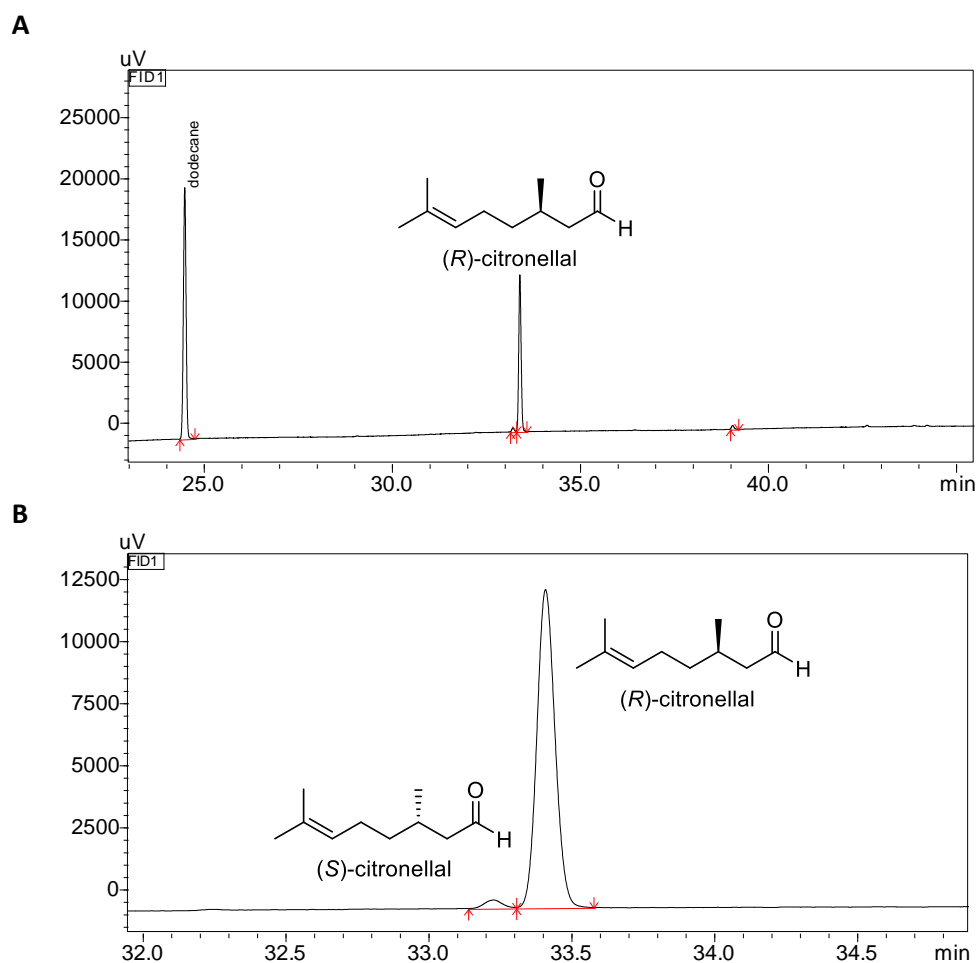 A
uV
FID1
25000
20000
15000
10000
5000
0
dodecane
O
H
(R)-citronellal
25.0 30.0 35.0 40.0 min
B
uV
FID1
12500
10000
7500
5000
2500
0
O
H
(R)-citronellal
O
H
(S)-citronellal
32.0 32.5 33.0 33.5 34.0 34.5 min